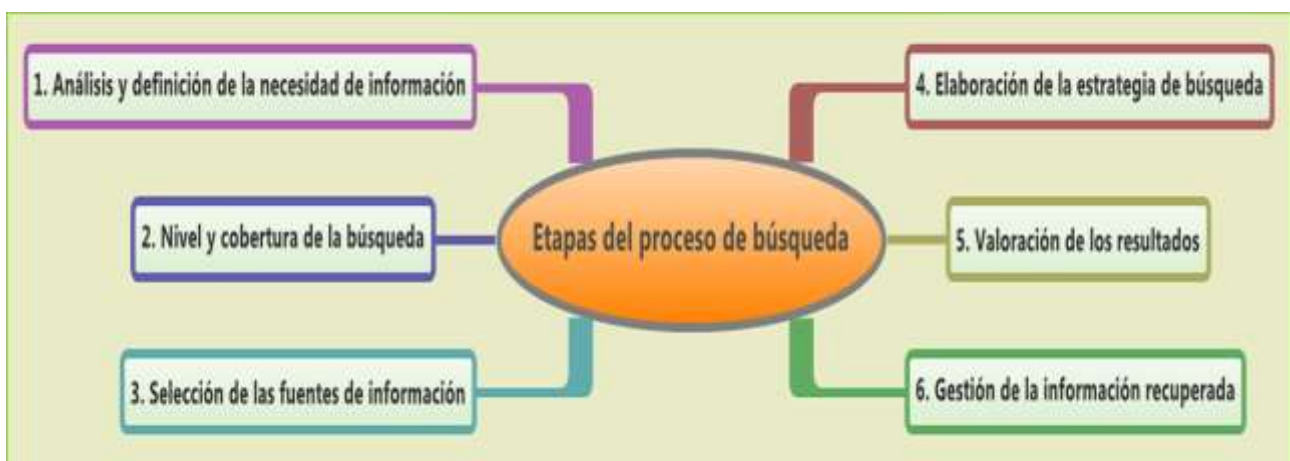 1. Análisis y definición de la necesidad de información
2. Nivel y cobertura de la búsqueda
3. Selección de las fuentes de información
Etapas del proceso de búsqueda
4. Elaboración de la estrategia de búsqueda
5. Valoración de los resultados
6. Gestión de la información recuperada